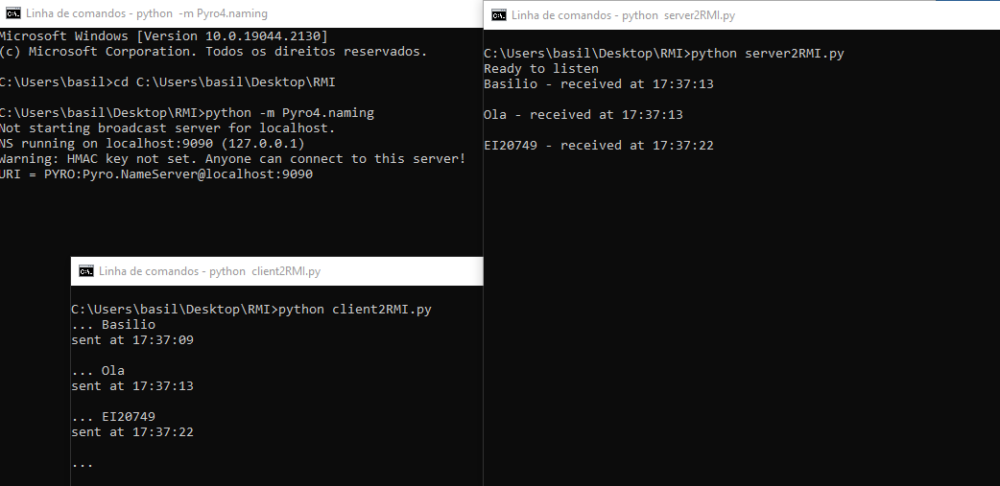 Linha de comandos - python -m Pyro4.naming
Microsoft Windows [Version 10.0.19044.2130]
(c) Microsoft Corporation. Todos os direitos reservados.
C:\Users\basil>cd C:\Users\basil\Desktop\RMI
C:\Users\basil\Desktop\RMI>python -m Pyro4.naming
Not starting broadcast server for localhost.
NS running on localhost:9090 (127.0.0.1)
Warning: HMAC key not set. Anyone can connect to this server!
URI = PYRO:Pyro.NameServer@localhost:9090
Linha de comandos - python server2RMI.py
C:\Users\basil\Desktop\RMI>python server2RMI.py
Ready to listen
Basilio - received at 17:37:13
Ola - received at 17:37:13
EI20749 - received at 17:37:22
Linha de comandos - python client2RMI.py
C:\Users\basil\Desktop\RMI>python client2RMI.py
... Basilio
sent at 17:37:09
... Ola
sent at 17:37:13
... EI20749
sent at 17:37:22
...